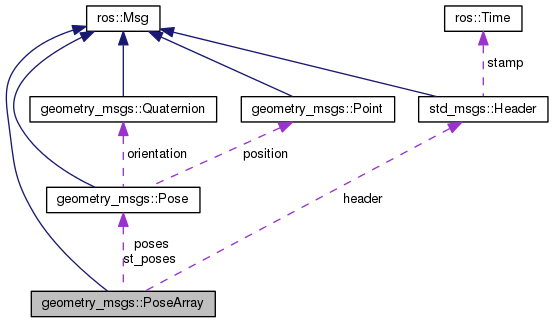 ros::Msg
ros::Time
stamp
geometry_msgs::Quaternion
geometry_msgs::Point
std_msgs::Header
orientation
position
geometry_msgs::Pose
header
poses
st_poses
geometry_msgs::PoseArray